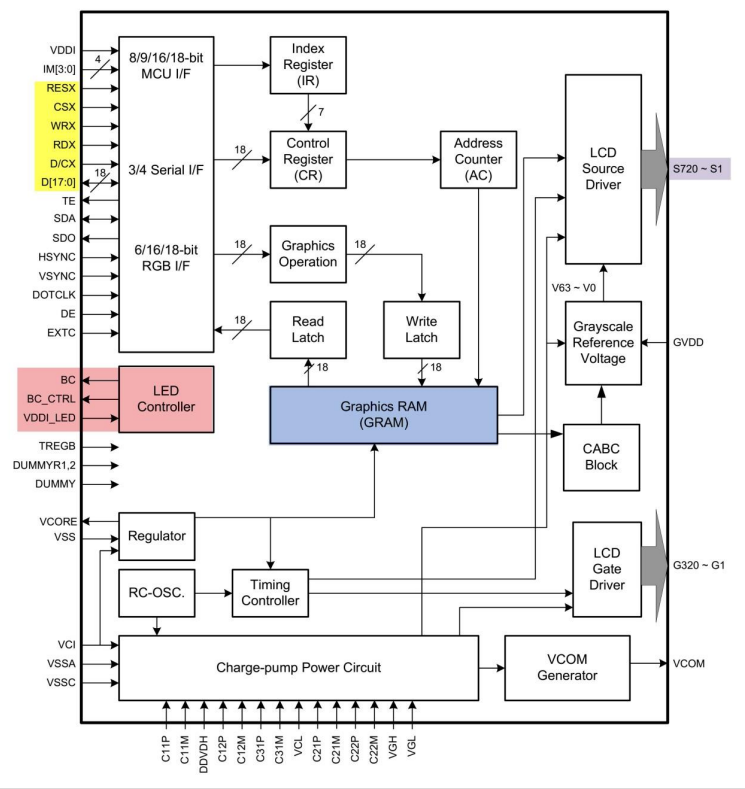 VDDI
IM[3:0]
4
RESX
CSX
WRX
RDX
D/CX
D[17:0]
18
TE
SDA
SDO
HSYNC
VSYNC
DOTCLK
DE
EXTC
8/9/16/18-bit
MCU I/F
3/4 Serial I/F
6/16/18-bit
RGB I/F
Index
Register
(IR)
7
18
Control
Register
(CR)
Address
Counter
(AC)
18
Graphics
Operation
18
18
Read
Latch
18
Write
Latch
18
LCD
Source
Driver
S720 ~ S1
V63 ~ V0
Grayscale
Reference
Voltage
GVDD
BC
BC_CTRL
VDDI_LED
LED
Controller
Graphics RAM
(GRAM)
CABC
Block
TREGB
DUMMYR1,2
DUMMY
VCORE
VSS
Regulator
RC-OSC.
Timing
Controller
LCD
Gate
Driver
G320 ~ G1
VCI
VSSA
VSSC
Charge-pump Power Circuit
VCOM
Generator
VCOM
C11P
C11M
DDVDH
C12P
C12M
C31P
C31M
VCL
C21P
C21M
C22P
C22M
VGH
VGL